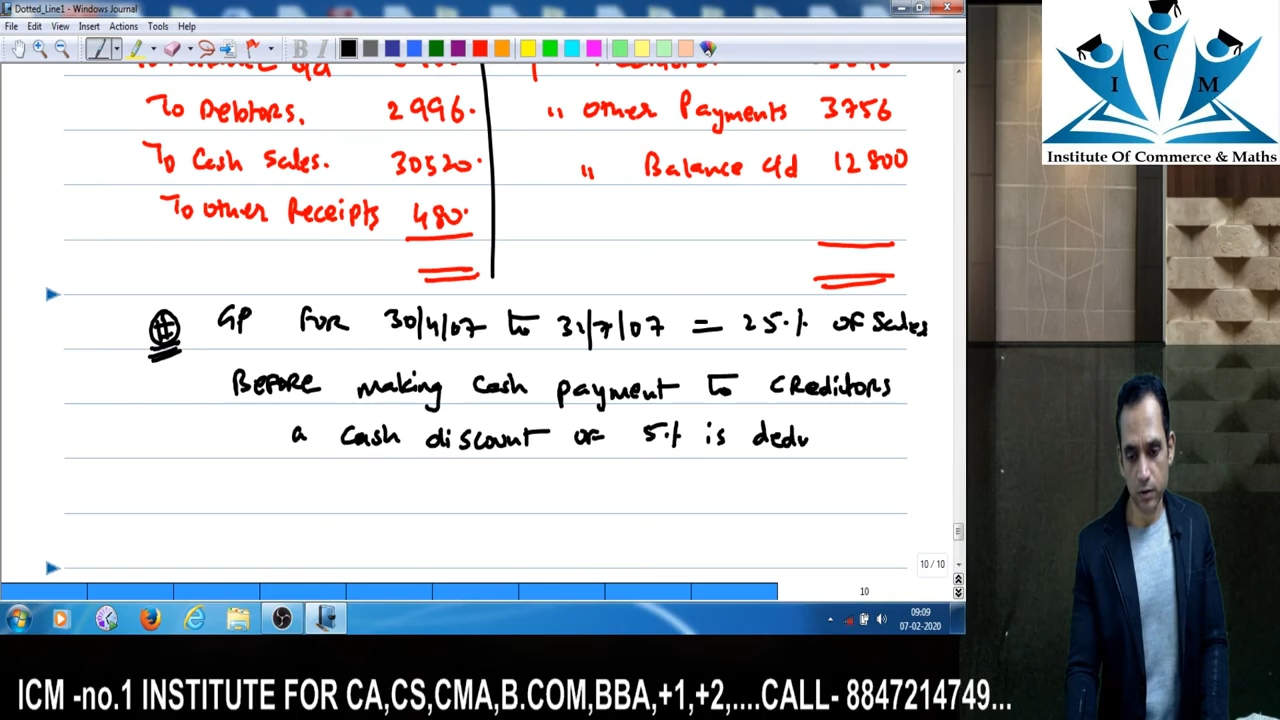 Dotted_Line1 - Windows Journal
File Edit View Insert Actions Tools Help
B I
To Debtors. 2996.
To Cash Sales. 30520.
To other Receipts 480.
" other Payments 3756
" Balance c/d 12800
# GP FOR 30/4/07 to 31/7/07 = 25.% of Sales
BEFORE making Cash payment to Creditors
a Cash discount OF 5.% is dedu
10 / 10
10
09:09
07-02-2020
I C M
Institute Of Commerce & Maths
ICM -no.1 INSTITUTE FOR CA,CS,CMA,B.COM,BBA,+1,+2,....CALL- 8847214749...